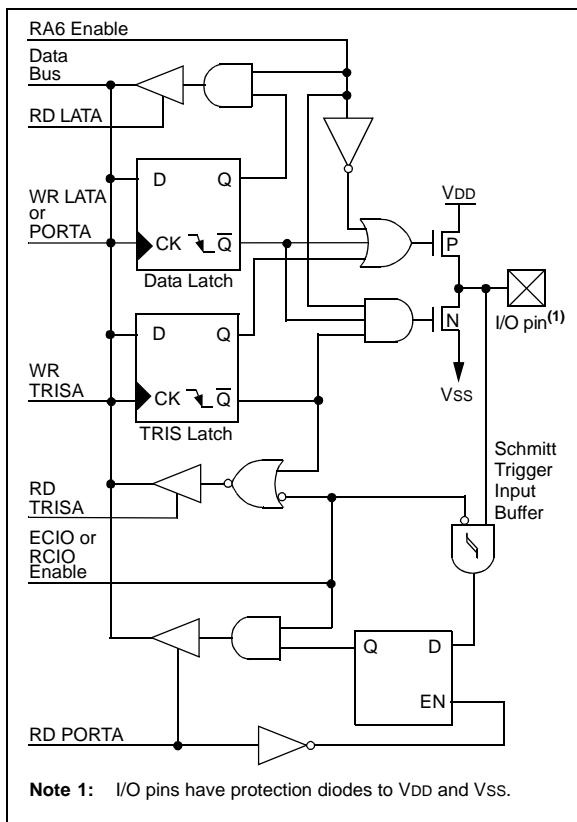 RA6 Enable
Data
Bus
RD LATA
WR LATA
or
PORTA
D Q
CK Q
Data Latch
VDD
P
N
I/O pin(1)
VSS
WR
TRISA
D Q
CK Q
TRIS Latch
RD
TRISA
Schmitt
Trigger
Input
Buffer
ECIO or
RCIO
Enable
Q D
EN
RD PORTA
Note 1: I/O pins have protection diodes to VDD and VSS.